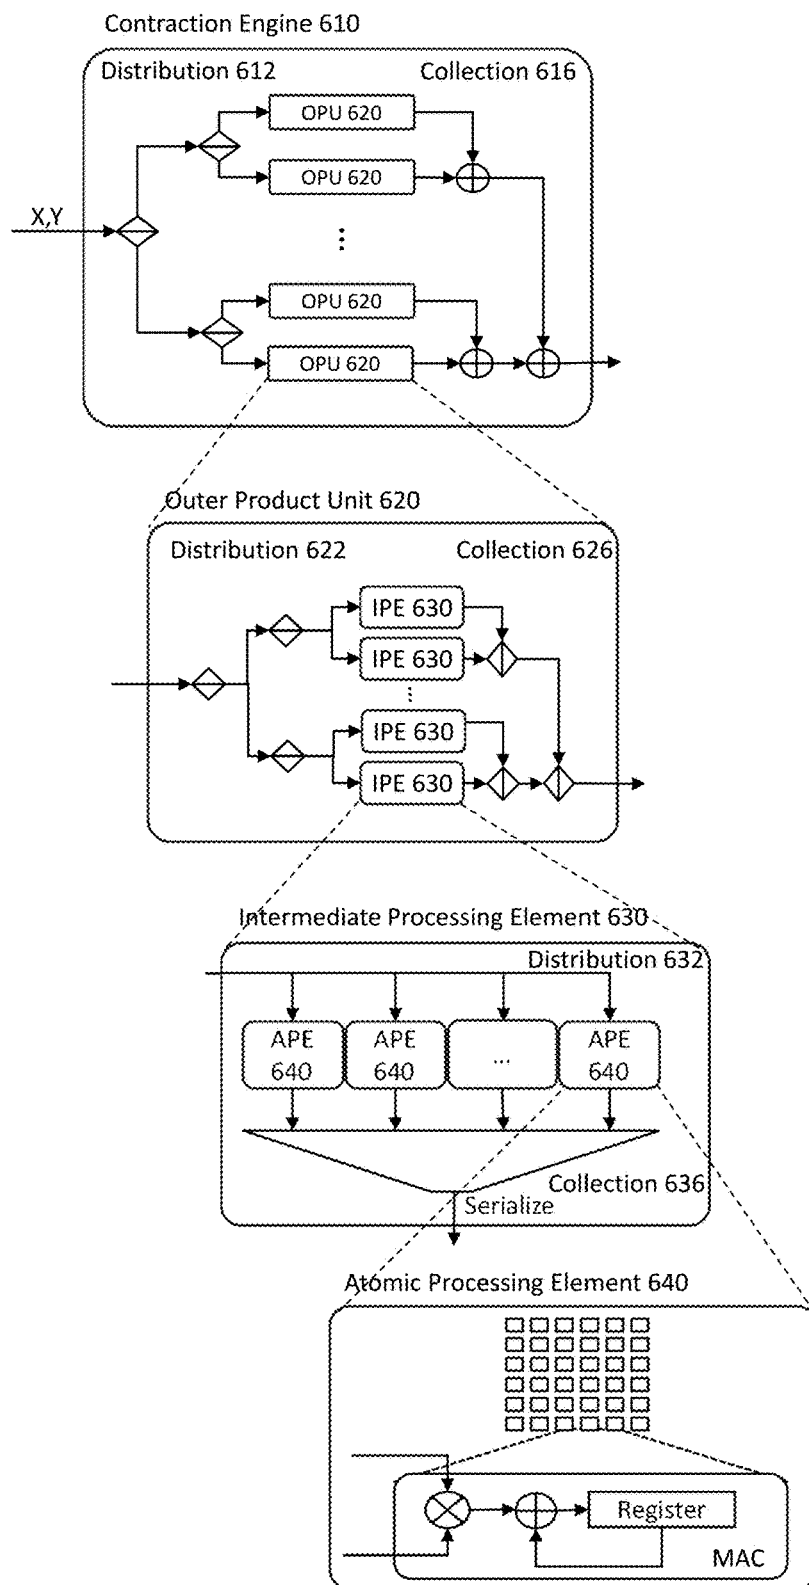 Contraction Engine 610
Distribution 612 Collection 616
OPU 620
OPU 620
X,Y
...
OPU 620
OPU 620
Outer Product Unit 620
Distribution 622 Collection 626
IPE 630
IPE 630
...
IPE 630
IPE 630
Intermediate Processing Element 630
Distribution 632
APE APE ... APE
640 640 640
Collection 636
Serialize
Atomic Processing Element 640
Register
MAC